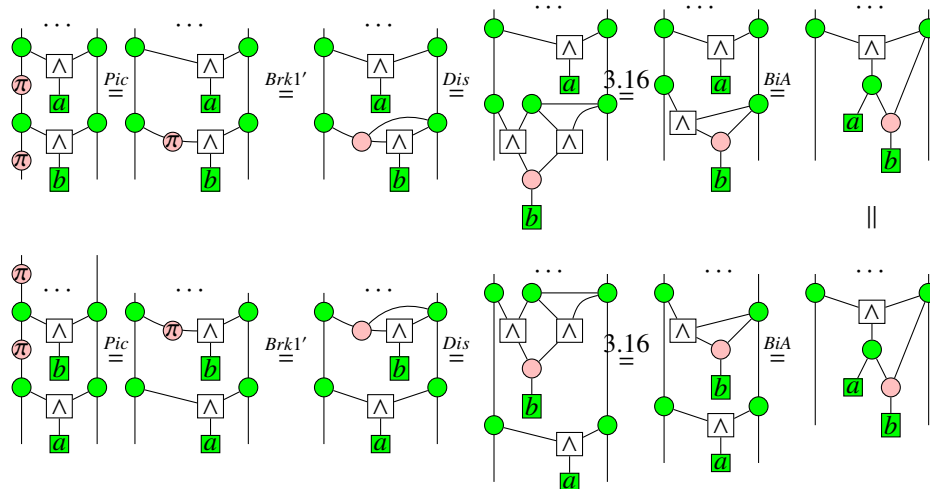 ... ... ... ... ... ...
π ∧ Pic = ∧ Brk1′ = ∧ Dis = ∧ 3.16 = ∧ BiA = ∧
a a a a a a
π ∧ π ∧ ∧ ∧ ∧ ∧ b
b b b b b
=
π ... ... ... ... ... ...
π ∧ Pic = π ∧ Brk1′ = ∧ Dis = ∧ ∧ 3.16 = ∧ BiA = ∧
b b b b b a b
∧ ∧ ∧ ∧ ∧
a a a a a